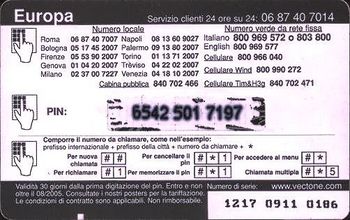 Europa
Servizio clienti 24 ore su 24: 06 87 40 7014
Numero locale
Numero verde da rete fissa
Roma 06 87 40 7007 Napoli 08 13 60 9027
Bologna 05 17 45 2007 Palermo 09 13 80 2007
Firenze 05 53 90 2007 Torino 01 13 71 2007
Genova 01 04 20 2007 Treviso 04 22 02 2007
Milano 02 37 00 7227 Venezia 04 18 10 2007
Cabina pubblica 840 702 466
Italiano 800 969 572 o 803 800
English 800 969 577
Cellulare 800 966 040
Cellulare Wind 800 990 272
Cellulare Tim&H3g 840 702 471
PIN: 6542 501 7197
Comporre il numero da chiamare, come nell'esempio:
prefisso internazionale + prefisso della città + numero da chiamare + #
Per nuova chiamata # #
Per cancellare il pin # * 2
Per accedere al menu # *
Per richiamare # 1
Per memorizzare il pin # * 1
Chiamata multipla # * 5
Validità 30 giorni dalla prima digitazione del pin. Entro e non
oltre 08/2005. Consultate i nostri posters per la tariffazione.
Le condizioni di contratto sono applicabili. Non rimborsabile.
Numero di serie:
www.vectone.com
1217 0911 0186